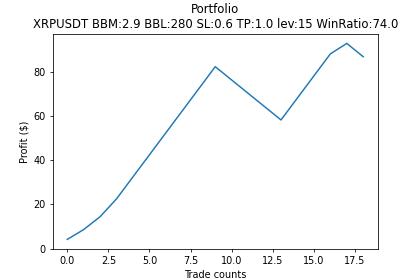 Portfolio
XRPUSDT BBM:2.9 BBL:280 SL:0.6 TP:1.0 lev:15 WinRatio:74.0
Profit ($)
80
60
40
20
0
0.0 2.5 5.0 7.5 10.0 12.5 15.0 17.5
Trade counts